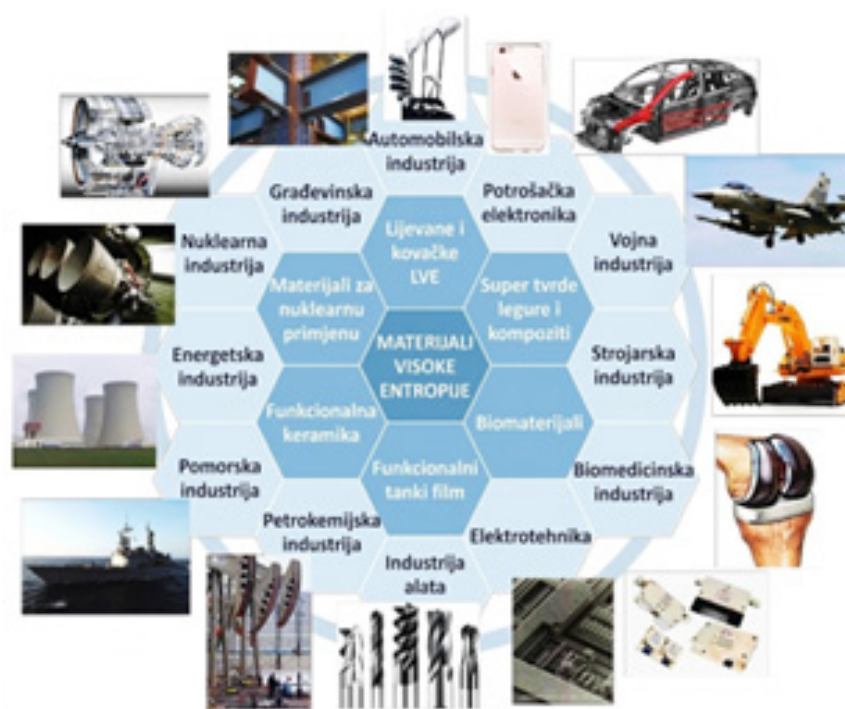 Automobilska
industrija
Građevinska
industrija
Potrošačka
elektronika
Nuklearna
industrija
Lijevane i
kovačke
LVE
Vojna
industrija
Materijali za
nuklearnu
primjenu
Super tvrde
legure i
kompoziti
Energetska
industrija
MATERIJALI
VISOKE
ENTROPIJE
Strojarska
industrija
Funkcionalna
keramika
Biomaterijali
Pomorska
industrija
Funkcionalni
tanki film
Biomedicinska
industrija
Petrokemijska
industrija
Elektrotehnika
Industrija
alata